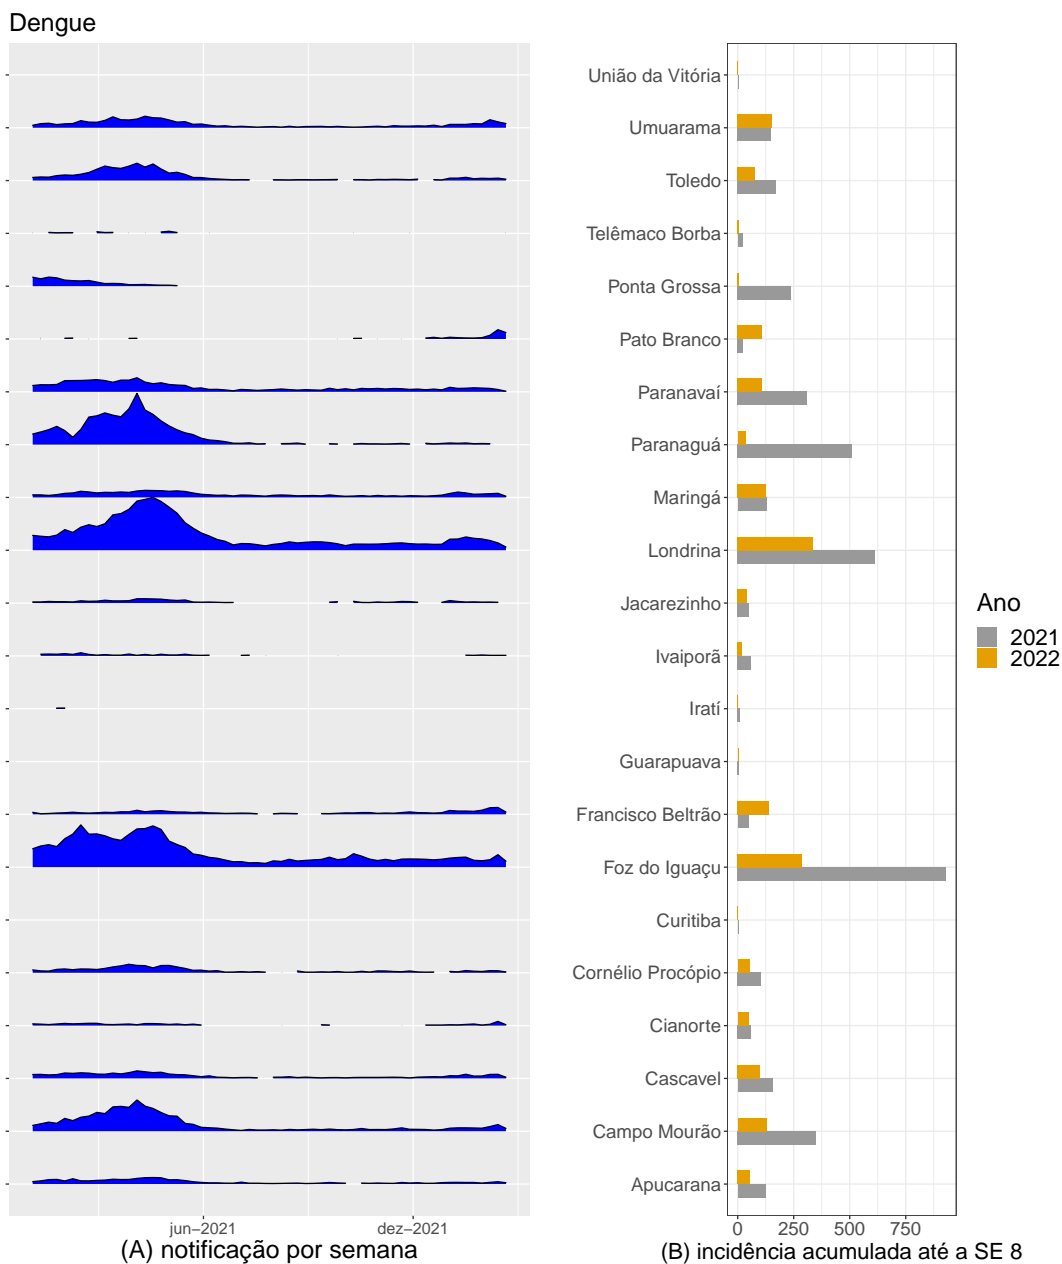 Dengue
União da Vitória
Umuarama
Toledo
Telêmaco Borba
Ponta Grossa
Pato Branco
Paranavaí
Paranaguá
Maringá
Londrina
Jacarezinho
Ivaiporã
Iratí
Guarapuava
Francisco Beltrão
Foz do Iguaçu
Curitiba
Cornélio Procópio
Cianorte
Cascavel
Campo Mourão
Apucarana
Ano
2021
2022
jun−2021 dez−2021
(A) notificação por semana
0 250 500 750
(B) incidência acumulada até a SE 8